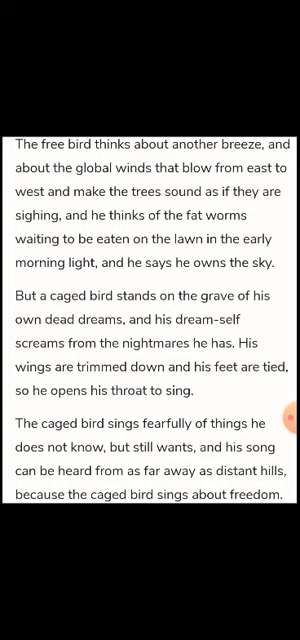 The free bird thinks about another breeze, and
about the global winds that blow from east to
west and make the trees sound as if they are
sighing, and he thinks of the fat worms
waiting to be eaten on the lawn in the early
morning light, and he says he owns the sky.
But a caged bird stands on the grave of his
own dead dreams, and his dream-self
screams from the nightmares he has. His
wings are trimmed down and his feet are tied,
so he opens his throat to sing.
The caged bird sings fearfully of things he
does not know, but still wants, and his song
can be heard from as far away as distant hills,
because the caged bird sings about freedom.